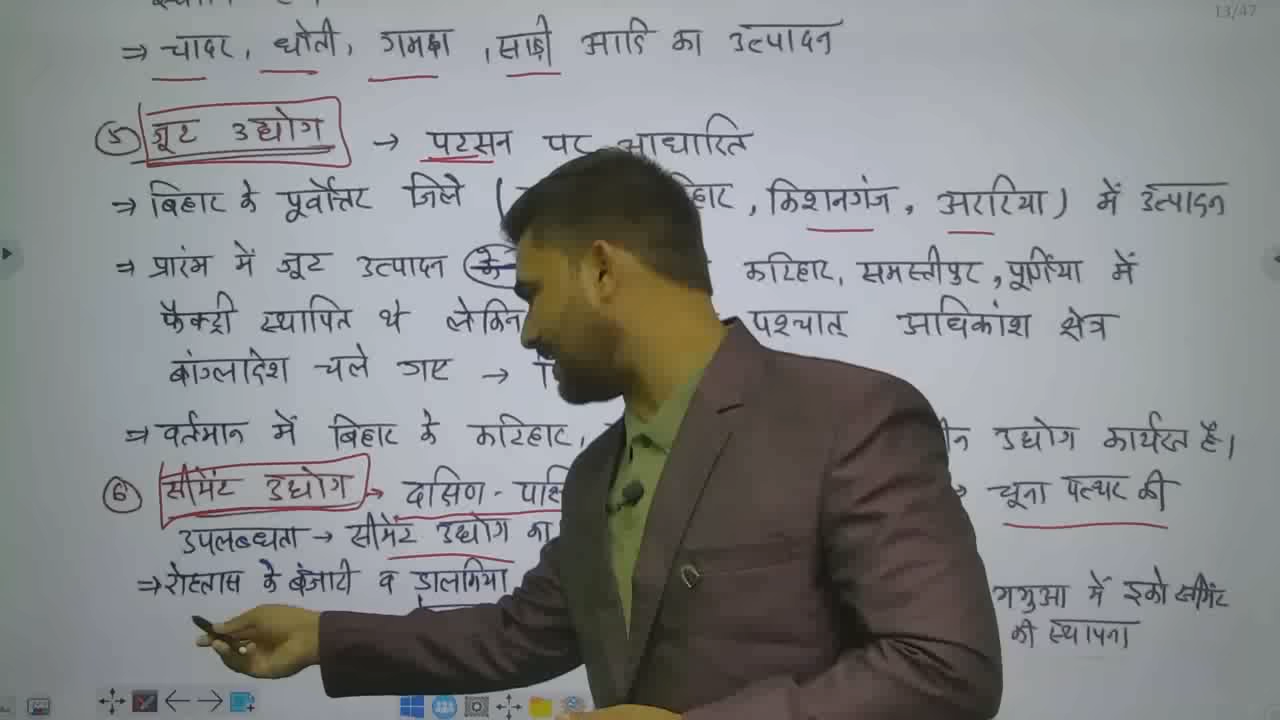 13/47
⇒ चादर, धोती, गमछा, साड़ी आदि का उत्पादन
⑤ जूट उद्योग → पटसन पर आधारित
⇒ बिहार के पूर्वोत्तर जिले ( , किशनगंज, अररिया) में उत्पादन
⇒ प्रारंभ में जूट उत्पादन के कटिहार, समस्तीपुर, पूर्णिया में
फैक्ट्री स्थापित थे लेकिन पश्चात् अधिकांश क्षेत्र
बांग्लादेश चले गए →
⇒ वर्तमान में बिहार के कटिहार, उद्योग कार्यरत है।
⑥ सीमेंट उद्योग → दक्षिण - चूना पत्थर की
उपलब्धता → सीमेंट उद्योग का
⇒ रोहतास के बंजारी व डालमिया में इको सीमेंट
की स्थापना